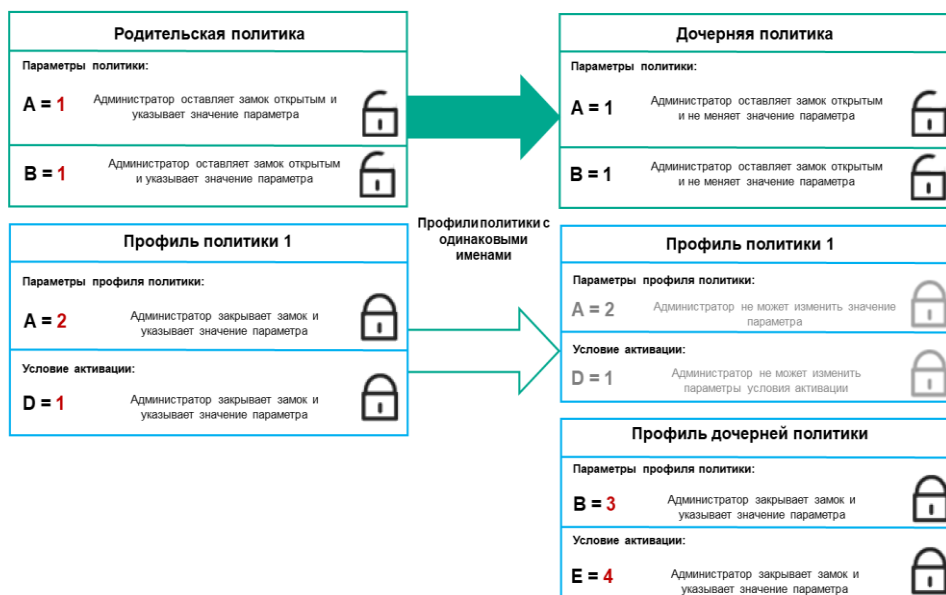 Родительская политика
Параметры политики:
A = 1
Администратор оставляет замок открытым и
указывает значение параметра
B = 1
Администратор оставляет замок открытым
и указывает значение параметра
Профиль политики 1
Параметры профиля политики:
A = 2
Администратор закрывает замок и
указывает значение параметра
Условие активации:
D = 1
Администратор закрывает замок и
указывает значение параметра
Профили политики с
одинаковыми
именами
Дочерняя политика
Параметры политики:
A = 1
Администратор оставляет замок открытым
и не меняет значение параметра
B = 1
Администратор оставляет замок открытым
и не меняет значение параметра
Профиль политики 1
Параметры профиля политики:
A = 2
Администратор не может изменить значение
параметра
Условие активации:
D = 1
Администратор не может изменить
параметры условия активации
Профиль дочерней политики
Параметры профиля политики:
B = 3
Администратор закрывает замок и
указывает значение параметра
Условие активации:
E = 4
Администратор закрывает замок и
указывает значение параметра